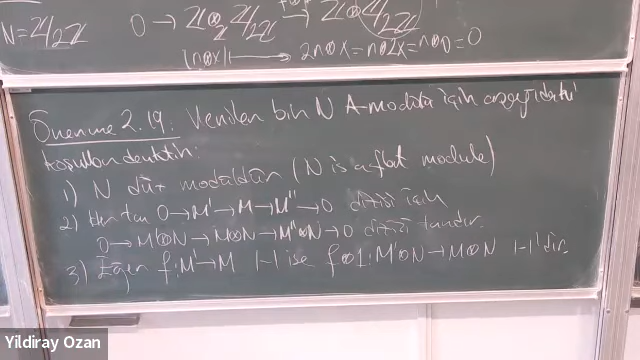 N=ℤ/2ℤ 0→ℤ⊗ℤ/2ℤ → ℤ⊗ℤ/2ℤ
n⊗x ↦ 2n⊗x=n⊗2x=n⊗0=0
Önerme 2.19: Verilen bir N A-modülü için aşağıdaki
koşullar denktir:
1) N düz modüldür (N is a flat module)
2) Her tam 0→M'→M→M''→0 dizisi için
0→M'⊗N→M⊗N→M''⊗N→0 dizisi tamdır.
3) Eğer f:M'→M 1-1 ise f⊗1:M'⊗N→M⊗N 1-1'dir.
Yildiray Ozan